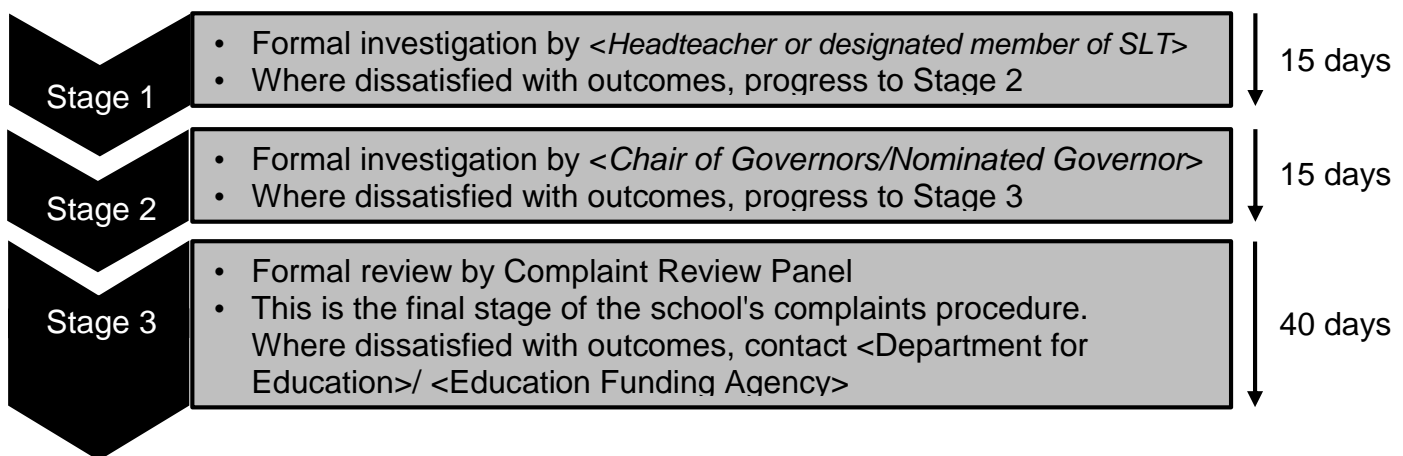 Stage 1
• Formal investigation by <Headteacher or designated member of SLT>
• Where dissatisfied with outcomes, progress to Stage 2
15 days
Stage 2
• Formal investigation by <Chair of Governors/Nominated Governor>
• Where dissatisfied with outcomes, progress to Stage 3
15 days
Stage 3
• Formal review by Complaint Review Panel
• This is the final stage of the school's complaints procedure.
Where dissatisfied with outcomes, contact <Department for
Education>/ <Education Funding Agency>
40 days